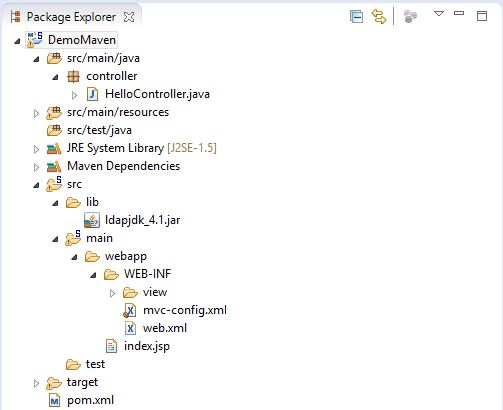 Package Explorer
DemoMaven
src/main/java
controller
HelloController.java
src/main/resources
src/test/java
JRE System Library [J2SE-1.5]
Maven Dependencies
src
lib
ldapjdk_4.1.jar
main
webapp
WEB-INF
view
mvc-config.xml
web.xml
index.jsp
test
target
pom.xml